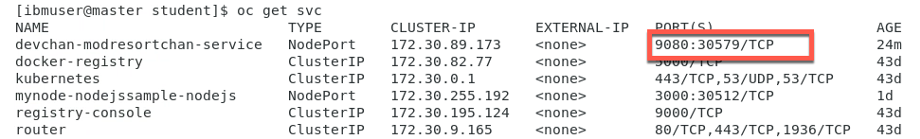 [ibmuser@master student]$ oc get svc
NAME TYPE CLUSTER-IP EXTERNAL-IP PORT(S) AGE
devchan-modresortchan-service NodePort 172.30.89.173 <none> 9080:30579/TCP 24m
docker-registry ClusterIP 172.30.82.77 <none> 5000/TCP 43d
kubernetes ClusterIP 172.30.0.1 <none> 443/TCP,53/UDP,53/TCP 43d
mynode-nodejssample-nodejs NodePort 172.30.255.192 <none> 3000:30512/TCP 1d
registry-console ClusterIP 172.30.195.124 <none> 9000/TCP 43d
router ClusterIP 172.30.9.165 <none> 80/TCP,443/TCP,1936/TCP 43d